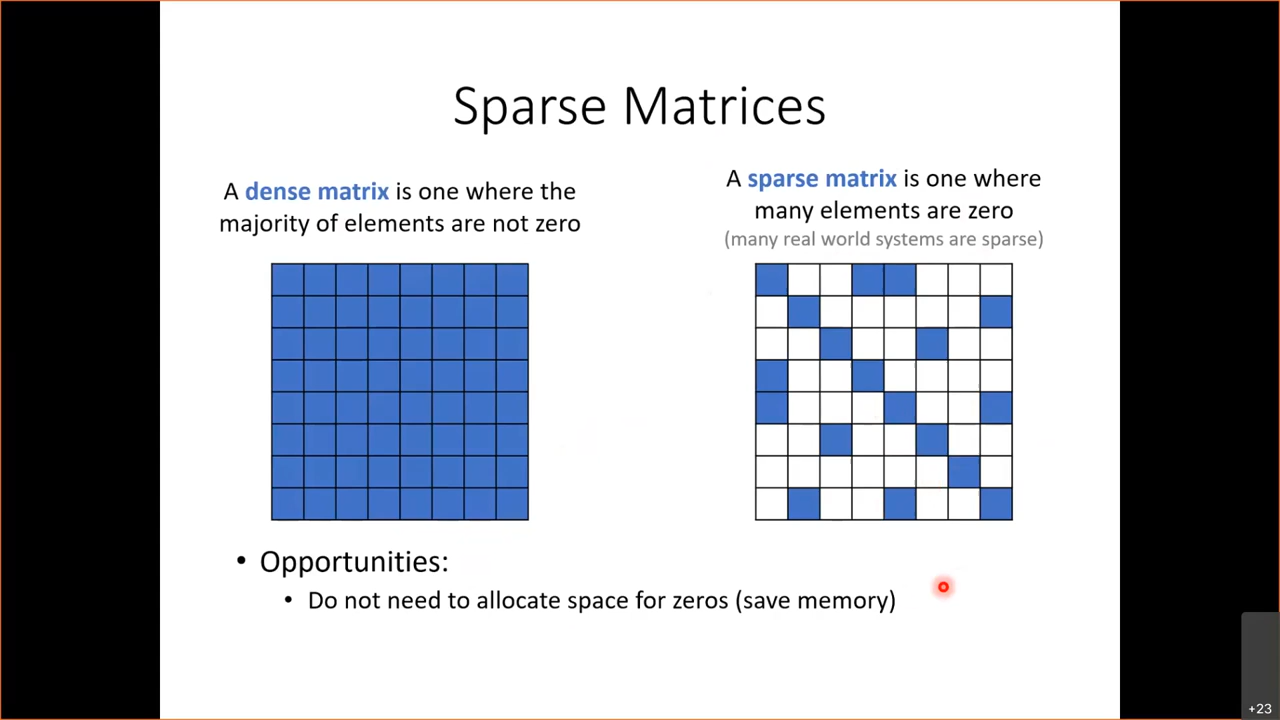 Sparse Matrices
A dense matrix is one where the
majority of elements are not zero
A sparse matrix is one where
many elements are zero
(many real world systems are sparse)
• Opportunities:
• Do not need to allocate space for zeros (save memory)
+23